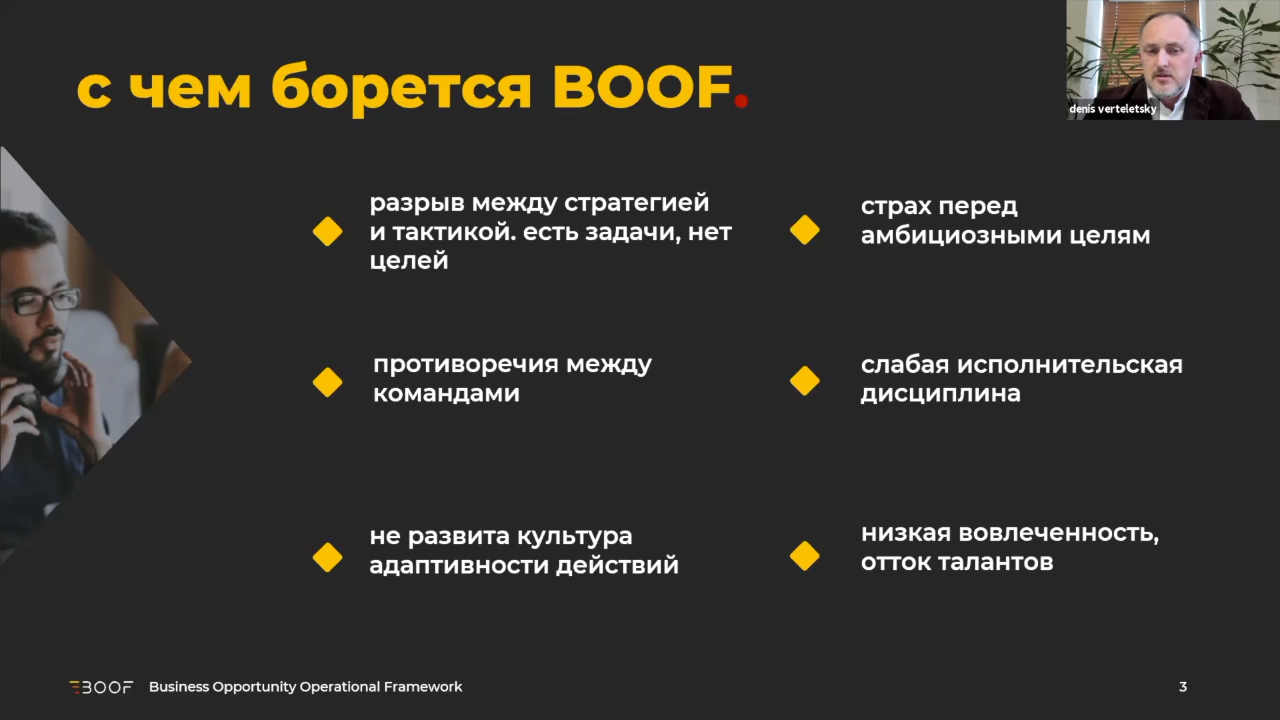 с чем борется BOOF.
denis verteletsky
разрыв между стратегией
и тактикой. есть задачи, нет
целей
страх перед
амбициозными целям
противоречия между
командами
слабая исполнительская
дисциплина
не развита культура
адаптивности действий
низкая вовлеченность,
отток талантов
BOOF Business Opportunity Operational Framework
3